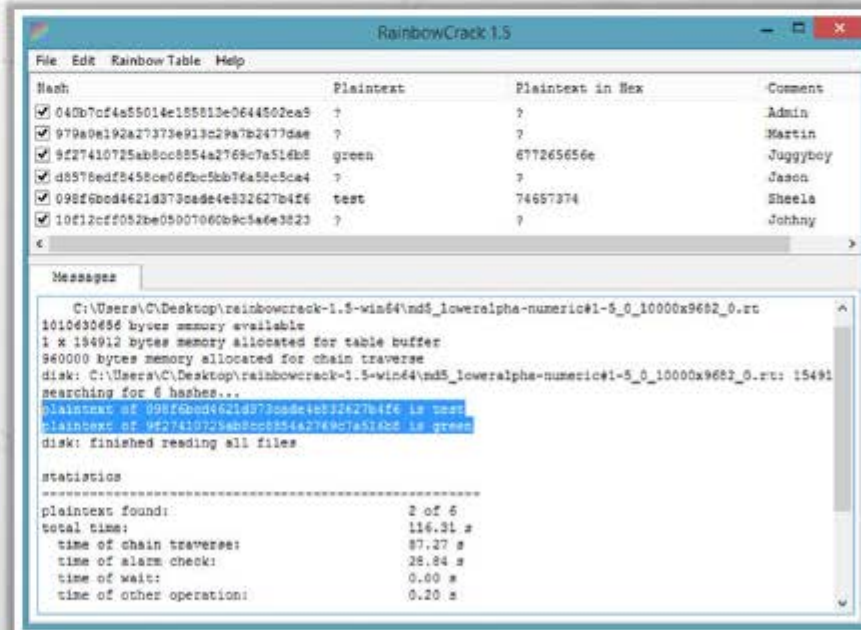 RainbowCrack 1.5
File Edit Rainbow Table Help
Hash Plaintext Plaintext in Hex Comment
040b7cf4a55014e185813e0644502ea9 ? ? Admin
979a0e192a27373e913c29a7b2477dae ? ? Martin
9f27410725ab8cc8854a2769c7a516b8 green 677265656e Juggyboy
d8578edf8458ce06fbc5bb76a58c5ca4 ? ? Jason
098f6bcd4621d373cade4e832627b4f6 test 74657374 Sheela
10f12cff052be05007060b9c5a6e3823 ? ? Johhny
Messages
C:\Users\C\Desktop\rainbowcrack-1.5-win64\md5_loweralpha-numeric#1-5_0_10000x9682_0.rt
1010630656 bytes memory available
1 x 154912 bytes memory allocated for table buffer
960000 bytes memory allocated for chain traverse
disk: C:\Users\C\Desktop\rainbowcrack-1.5-win64\md5_loweralpha-numeric#1-5_0_10000x9682_0.rt: 15491
searching for 6 hashes...
plaintext of 098f6bcd4621d373cade4e832627b4f6 is test
plaintext of 9f27410725ab8cc8854a2769c7a516b8 is green
disk: finished reading all files
statistics
-------------------------------------------------------
plaintext found: 2 of 6
total time: 116.31 s
time of chain traverse: 87.27 s
time of alarm check: 28.84 s
time of wait: 0.00 s
time of other operation: 0.20 s